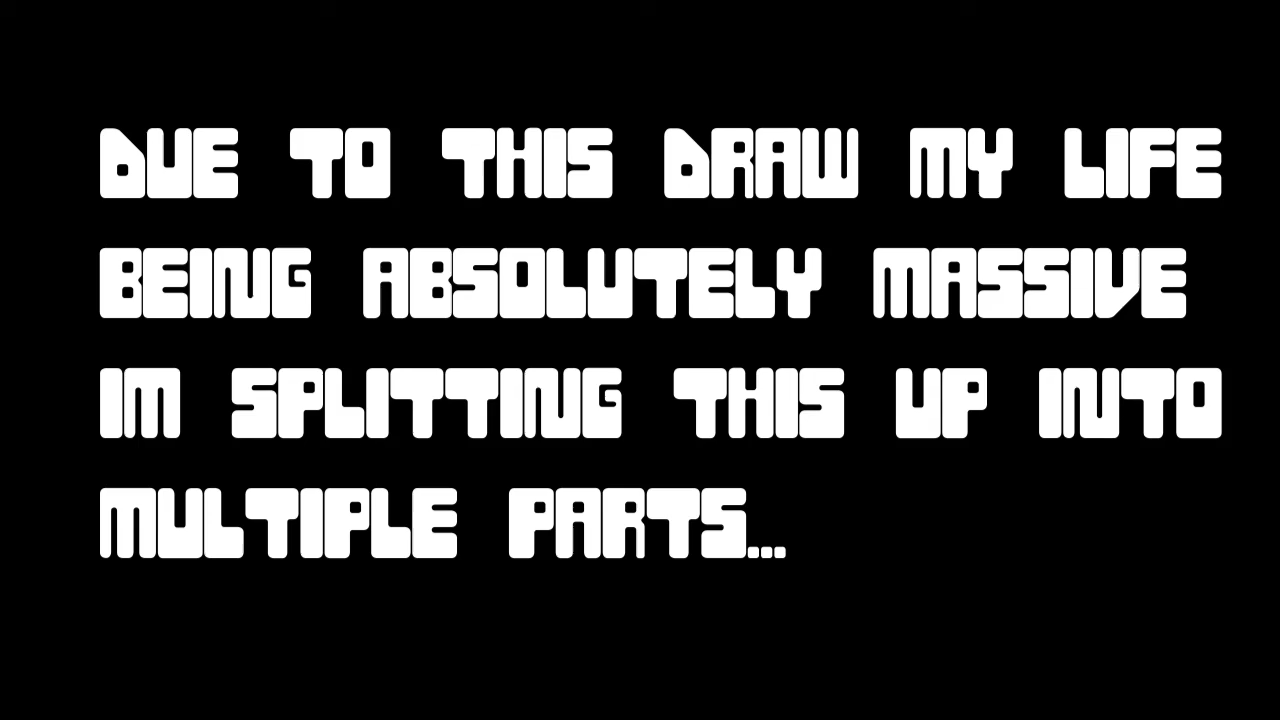 DUE TO THIS DRAW MY LIFE
BEING ABSOLUTELY MASSIVE
IM SPLITTING THIS UP INTO
MULTIPLE PARTS...